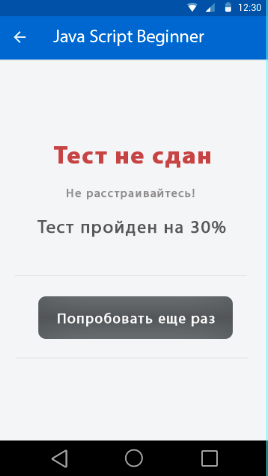 12:30
Java Script Beginner
Тест не сдан
Не расстраивайтесь!
Тест пройден на 30%
Попробовать еще раз